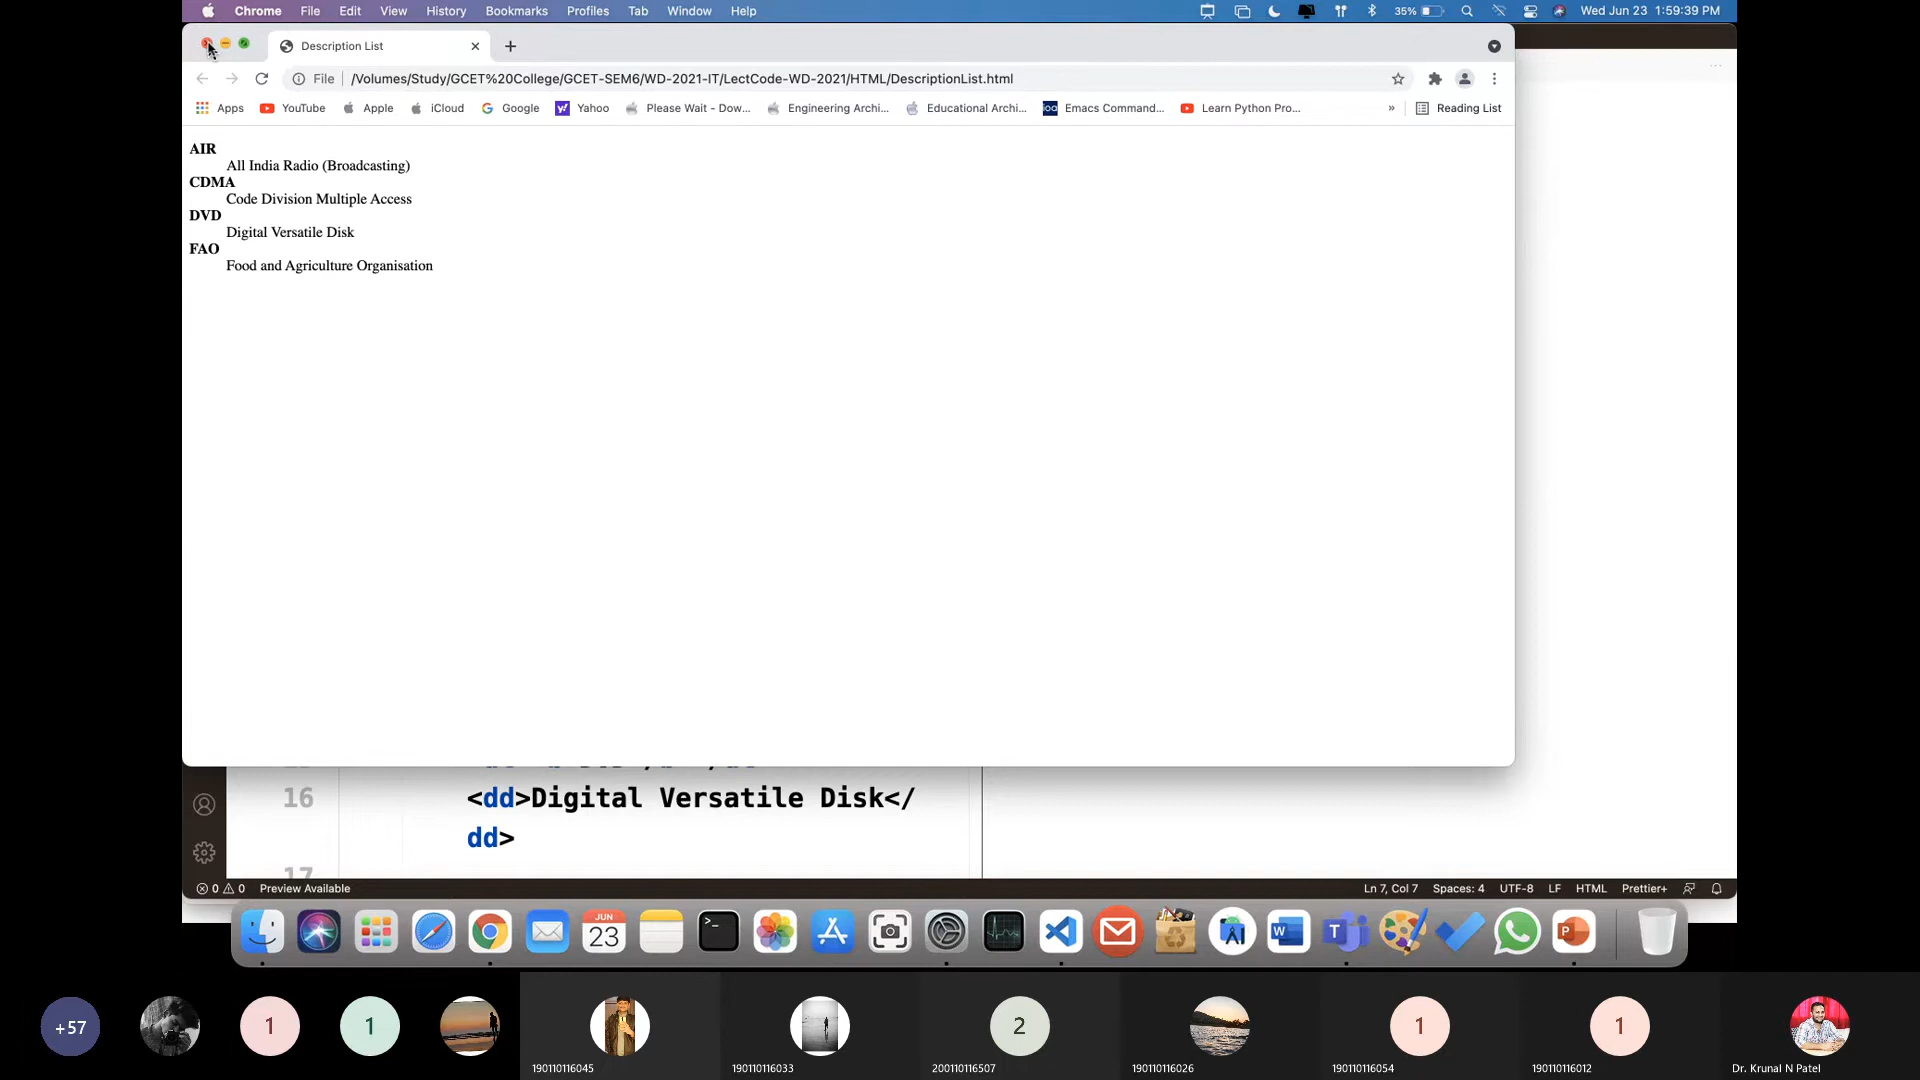 Chrome File Edit View History Bookmarks Profiles Tab Window Help 35% Wed Jun 23 1:59:39 PM
Description List
File /Volumes/Study/GCET%20College/GCET-SEM6/WD-2021-IT/LectCode-WD-2021/HTML/DescriptionList.html
Apps YouTube Apple iCloud Google Yahoo Please Wait - Dow... Engineering Archi... Educational Archi... Emacs Command... Learn Python Pro... » Reading List
AIR
All India Radio (Broadcasting)
CDMA
Code Division Multiple Access
DVD
Digital Versatile Disk
FAO
Food and Agriculture Organisation
16 <dd>Digital Versatile Disk</
dd>
17
0 0 Preview Available Ln 7, Col 7 Spaces: 4 UTF-8 LF HTML Prettier+
JUN
23
W
T
P
+57 1 1 2 1 1
190110116045 190110116033 200110116507 190110116026 190110116054 190110116012 Dr. Krunal N Patel